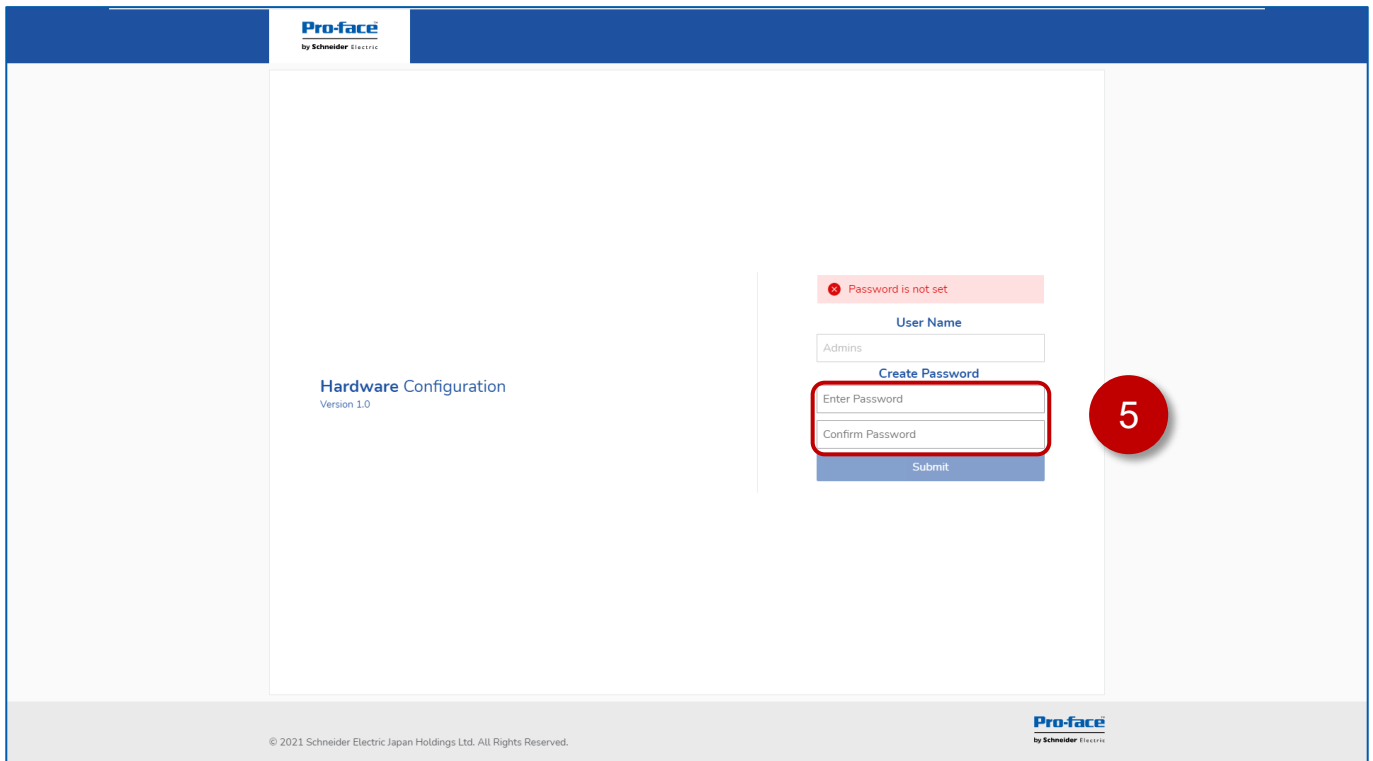 Pro-face
by Schneider Electric
Password is not set
User Name
Admins
Create Password
Hardware Configuration
Version 1.0
Enter Password
Confirm Password
5
Submit
Pro-face
by Schneider Electric
© 2021 Schneider Electric Japan Holdings Ltd. All Rights Reserved.